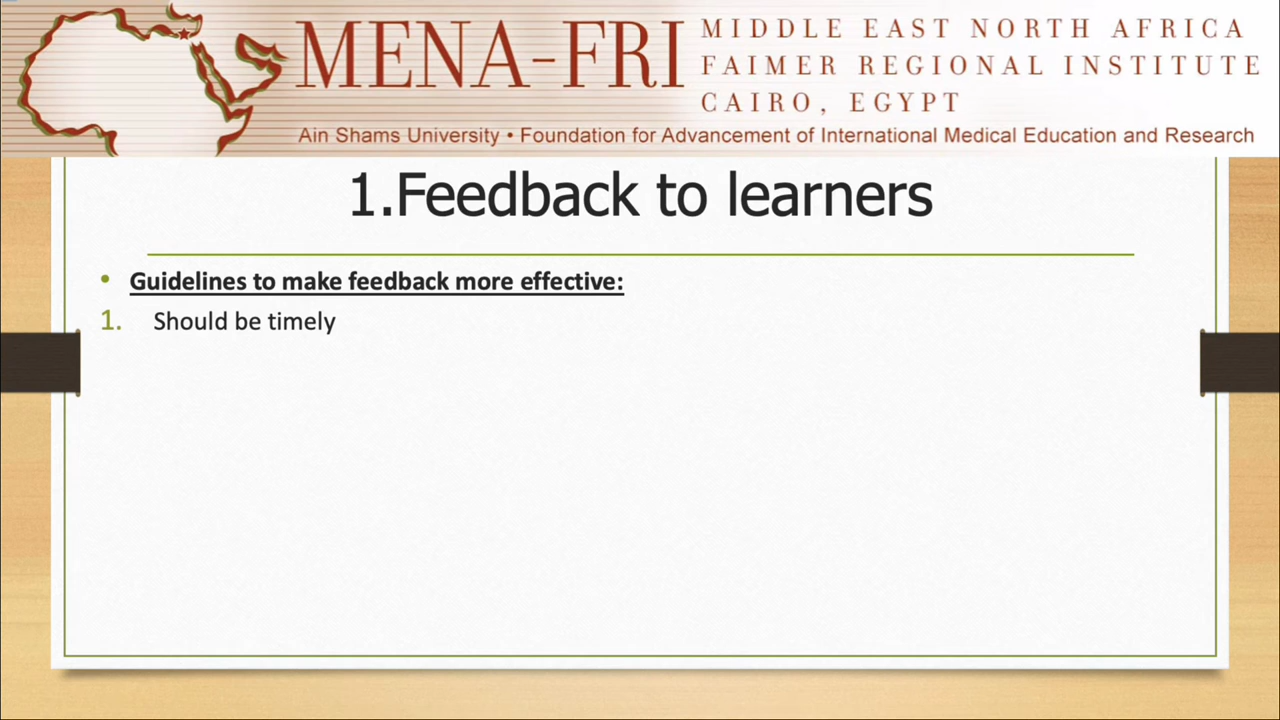 MENA-FRI
MIDDLE EAST NORTH AFRICA
FAIMER REGIONAL INSTITUTE
CAIRO, EGYPT
Ain Shams University • Foundation for Advancement of International Medical Education and Research
1.Feedback to learners
• Guidelines to make feedback more effective:
1. Should be timely